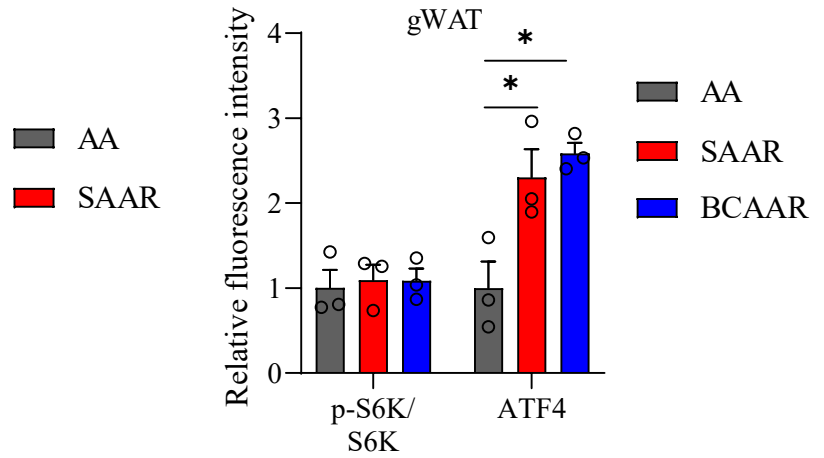 gWAT
Relative fluorescence intensity
4
3
2
1
0
*
*
p-S6K/
S6K
ATF4
AA
SAAR
AA
SAAR
BCAAR